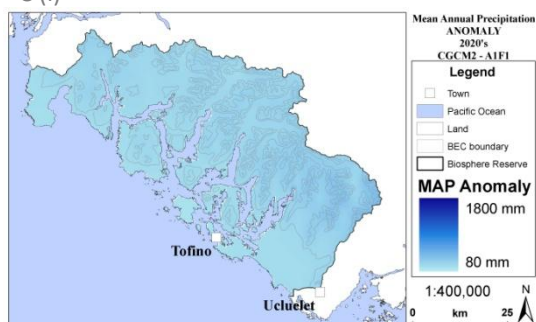 (f)
Mean Annual Precipitation
ANOMALY
2020's
CGCM2 - A1F1
Legend
Town
Pacific Ocean
Land
BEC boundary
Biosphere Reserve
MAP Anomaly
1800 mm
80 mm
1:400,000
N
0 km 25
Tofino
Ucluelet